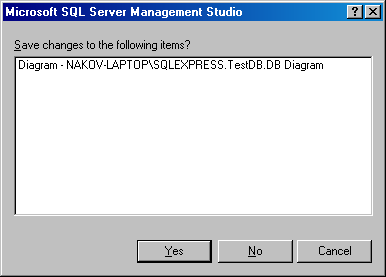 Microsoft SQL Server Management Studio
Save changes to the following items?
Diagram - NAKOV-LAPTOP\SQLEXPRESS.TestDB.DB Diagram
Yes
No
Cancel